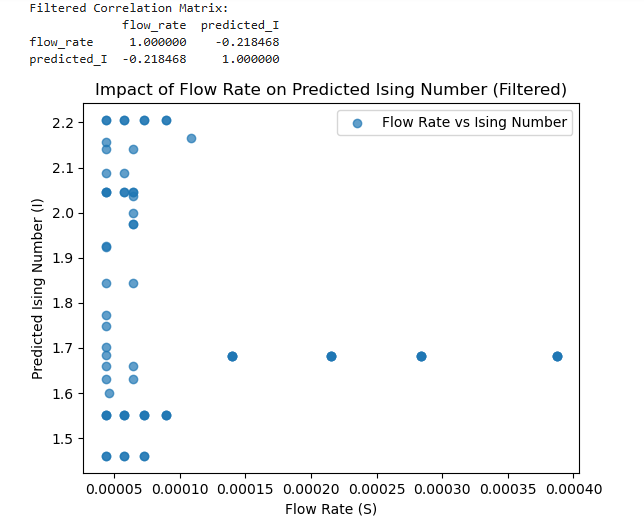 Filtered Correlation Matrix:
flow_rate predicted_I
flow_rate 1.000000 -0.218468
predicted_I -0.218468 1.000000
Impact of Flow Rate on Predicted Ising Number (Filtered)
Flow Rate vs Ising Number
2.2
2.1
2.0
1.9
1.8
1.7
1.6
1.5
Predicted Ising Number (I)
0.00005 0.00010 0.00015 0.00020 0.00025 0.00030 0.00035 0.00040
Flow Rate (S)